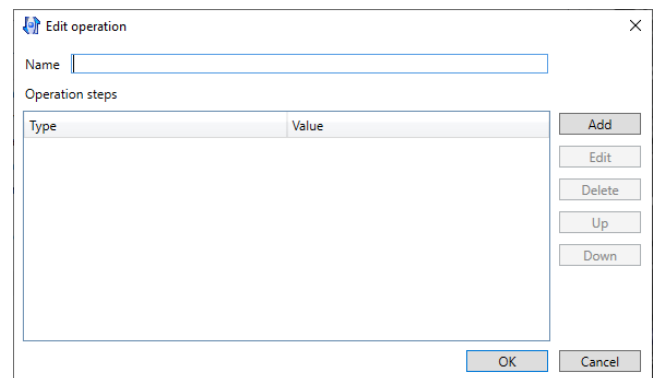 Edit operation
Name
Operation steps
Type Value
Add
Edit
Delete
Up
Down
OK Cancel